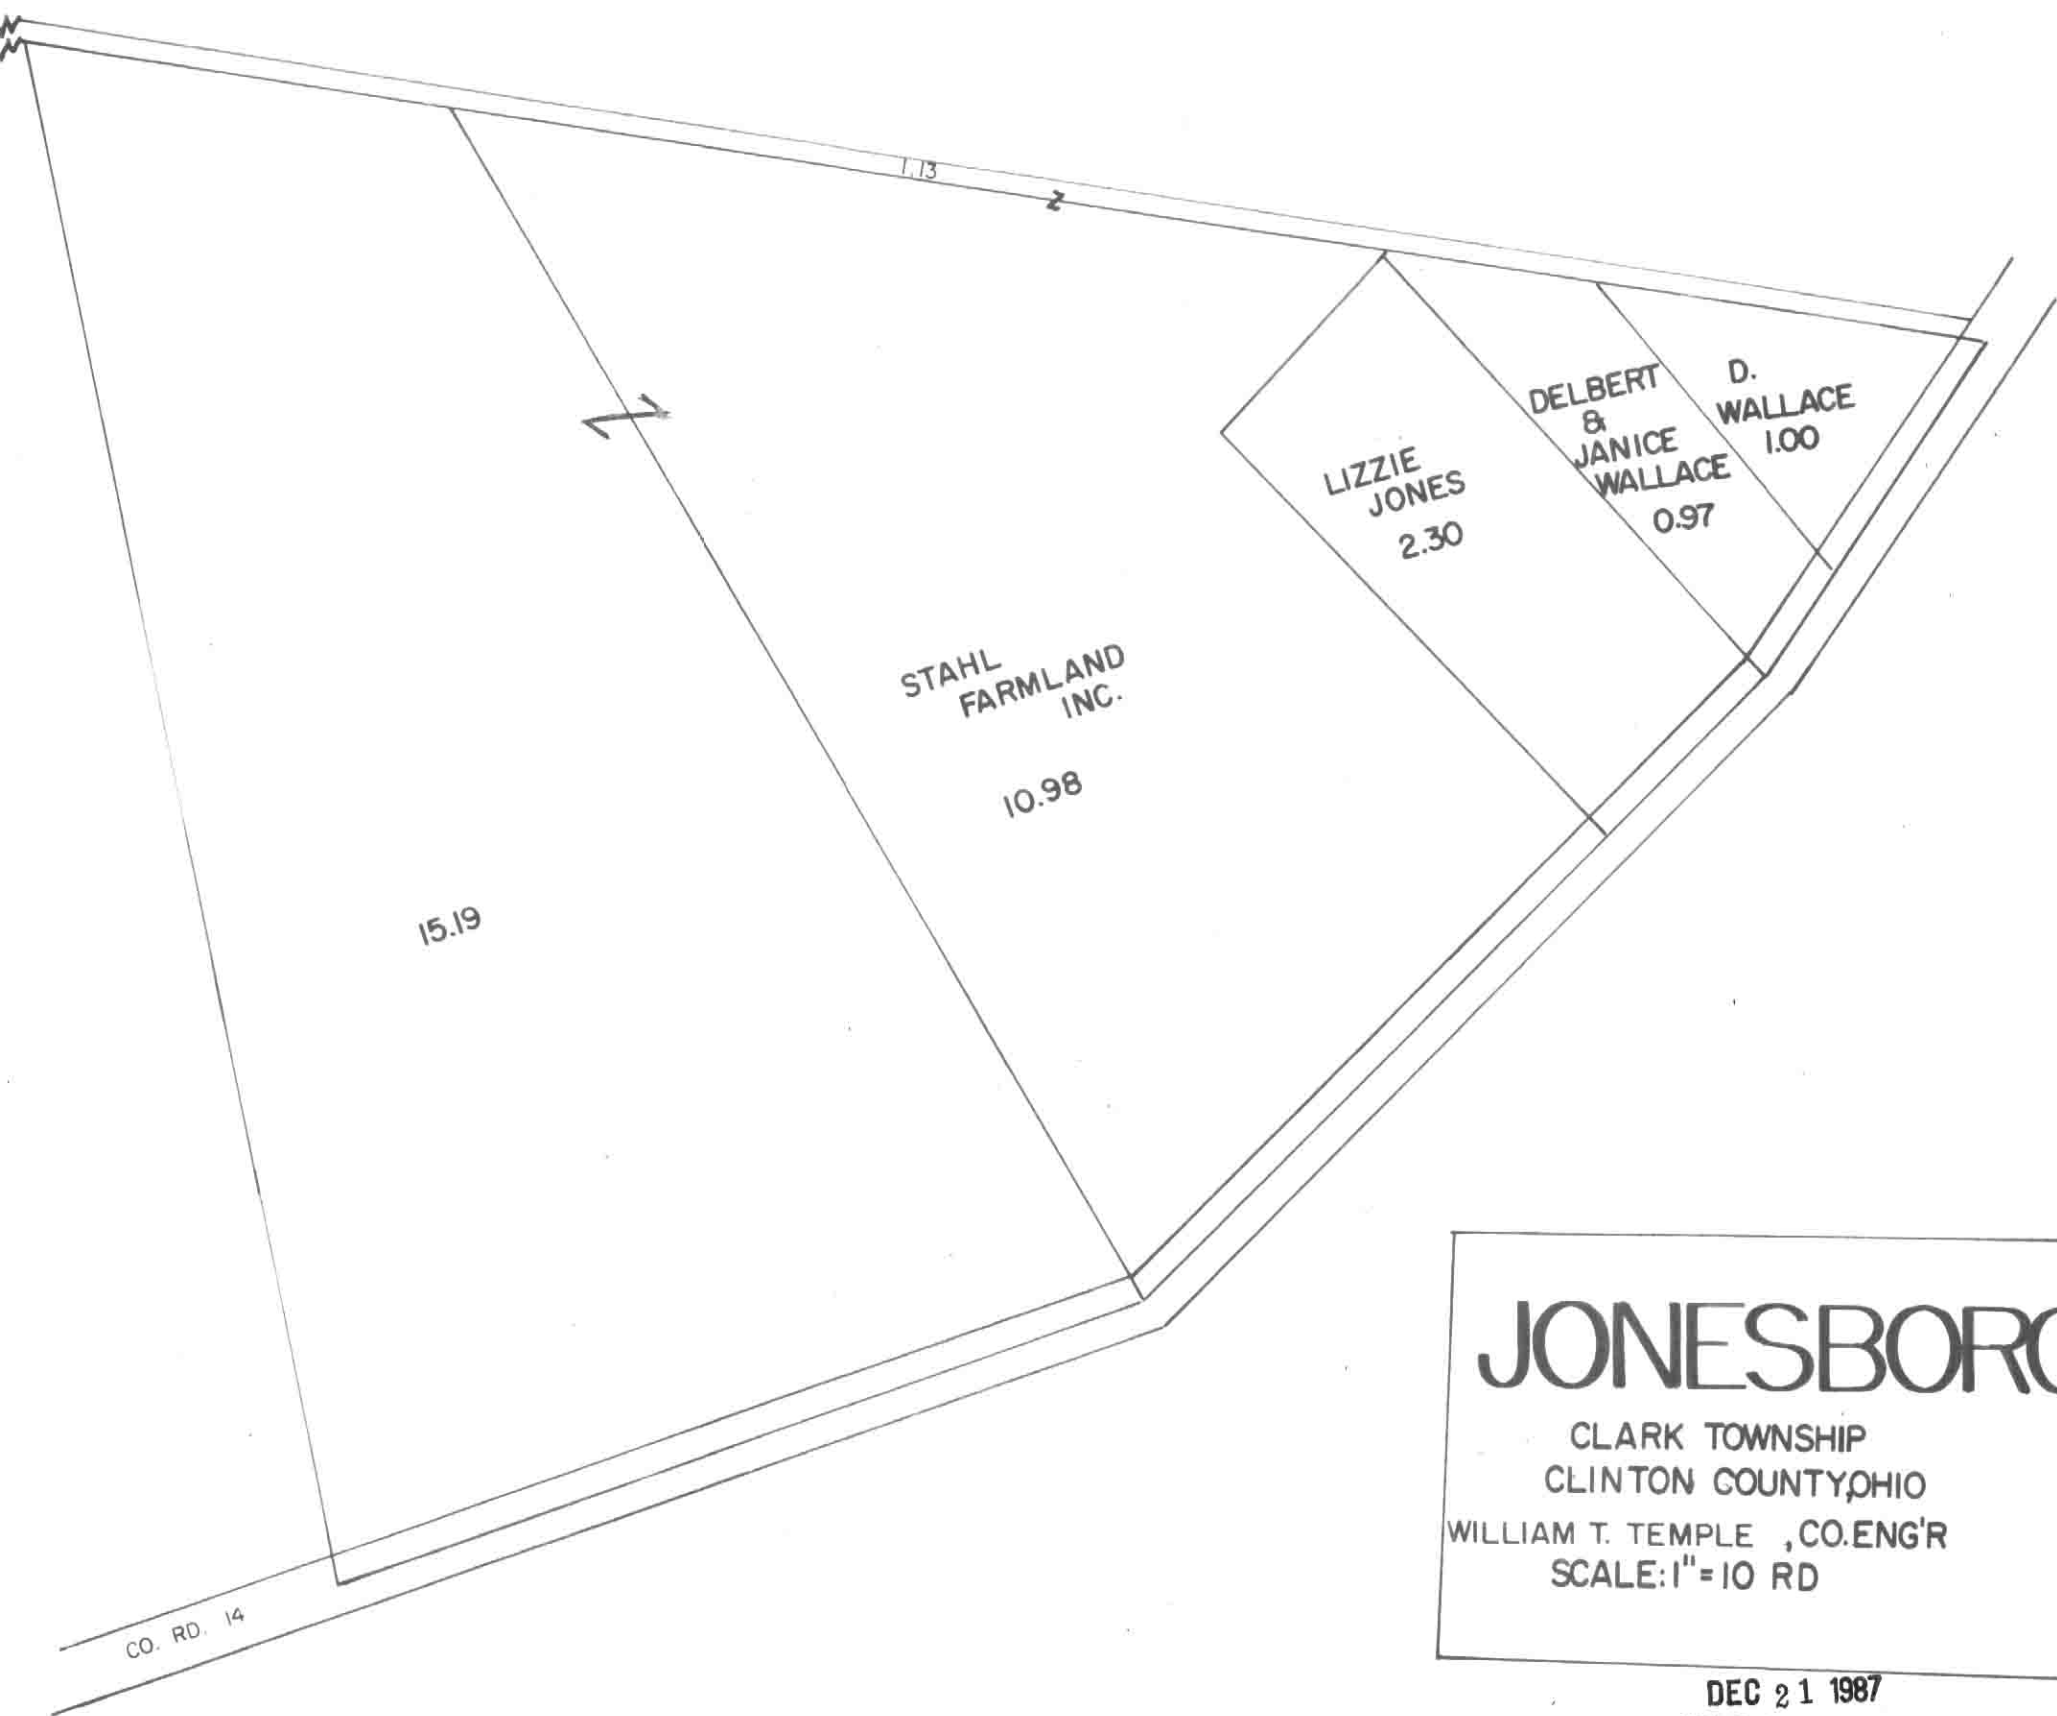 1.13
Z
D.
WALLACE
1.00
DELBERT
&
JANICE
WALLACE
0.97
LIZZIE
JONES
2.30
STAHL
FARMLAND
INC.
10.98
15.19
CO. RD. 14
JONESBORO
CLARK TOWNSHIP
CLINTON COUNTY,OHIO
WILLIAM T. TEMPLE , CO.ENG'R
SCALE: 1" = 10 RD
DEC 21 1987